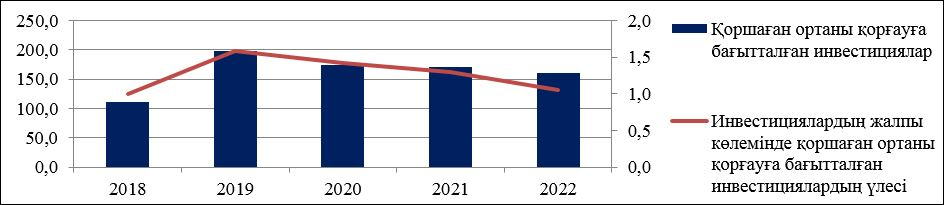 250,0
200,0
150,0
100,0
50,0
0,0
2,0
1,5
1,0
0,5
0,0
2018 2019 2020 2021 2022
Қоршаған ортаны қорғауға
бағытталған инвестициялар
Инвестициялардың жалпы
көлемінде қоршаған ортаны
қорғауға бағытталған
инвестициялардың үлесі